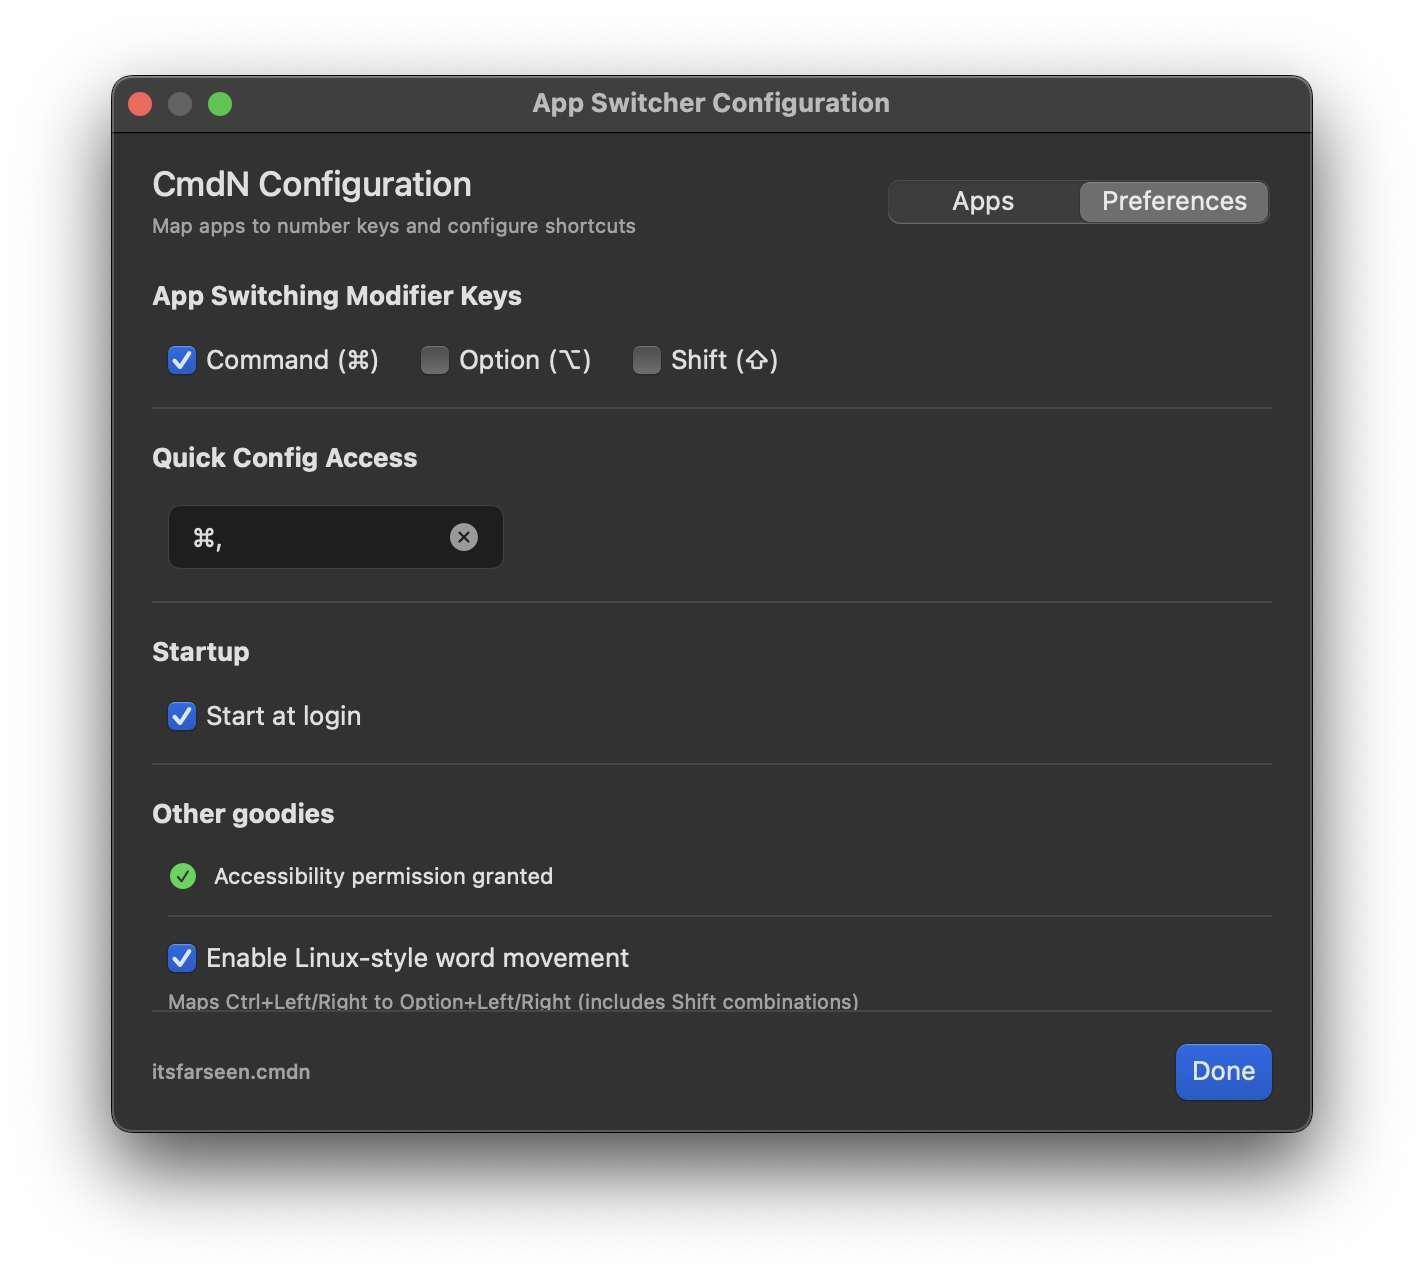 App Switcher Configuration
CmdN Configuration
Map apps to number keys and configure shortcuts
Apps
Preferences
App Switching Modifier Keys
Command (⌘)
Option (⌥)
Shift (⇧)
Quick Config Access
⌘,
Startup
Start at login
Other goodies
Accessibility permission granted
Enable Linux-style word movement
Maps Ctrl+Left/Right to Option+Left/Right (includes Shift combinations)
itsfarseen.cmdn
Done